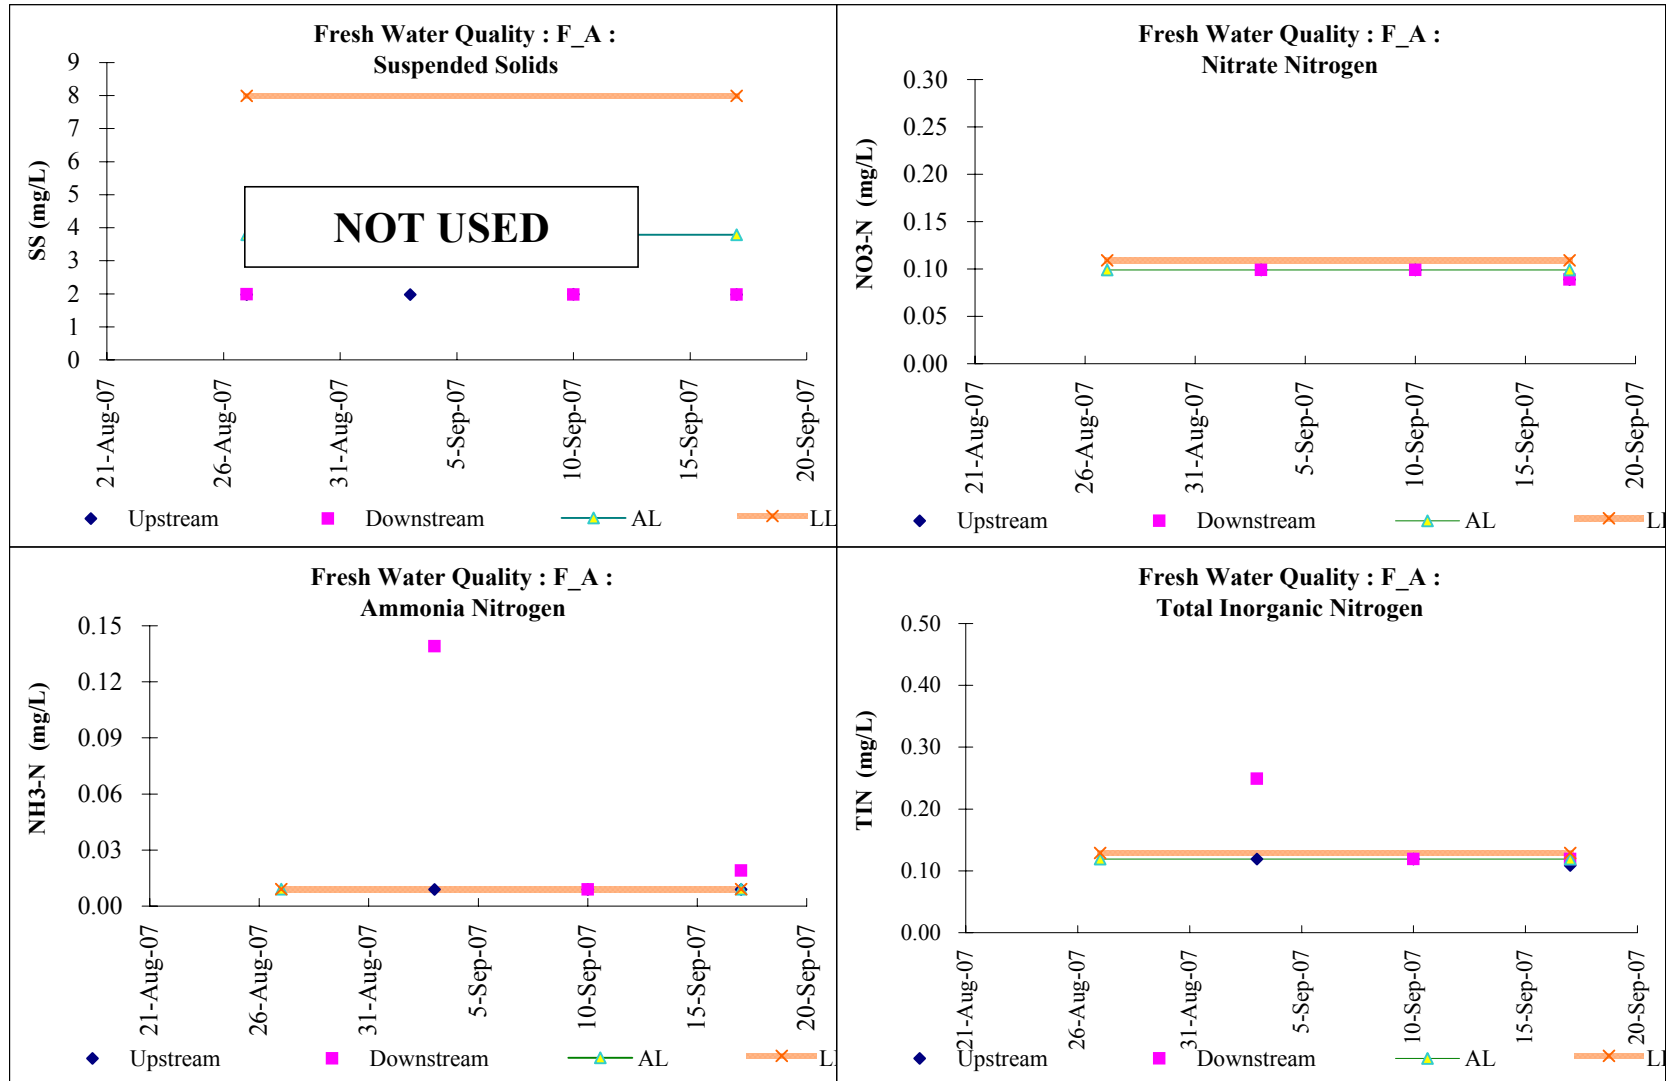 Fresh Water Quality : F_A :
Suspended Solids
SS (mg/L)
9
8
7
6
5
4
3
2
1
0
NOT USED
21-Aug-07
26-Aug-07
31-Aug-07
5-Sep-07
10-Sep-07
15-Sep-07
20-Sep-07
Upstream Downstream AL LL
Fresh Water Quality : F_A :
Nitrate Nitrogen
NO3-N (mg/L)
0.30
0.25
0.20
0.15
0.10
0.05
0.00
21-Aug-07
26-Aug-07
31-Aug-07
5-Sep-07
10-Sep-07
15-Sep-07
20-Sep-07
Upstream Downstream AL LL
Fresh Water Quality : F_A :
Ammonia Nitrogen
NH3-N (mg/L)
0.15
0.12
0.09
0.06
0.03
0.00
21-Aug-07
26-Aug-07
31-Aug-07
5-Sep-07
10-Sep-07
15-Sep-07
20-Sep-07
Upstream Downstream AL LL
Fresh Water Quality : F_A :
Total Inorganic Nitrogen
TIN (mg/L)
0.50
0.40
0.30
0.20
0.10
0.00
21-Aug-07
26-Aug-07
31-Aug-07
5-Sep-07
10-Sep-07
15-Sep-07
20-Sep-07
Upstream Downstream AL LL